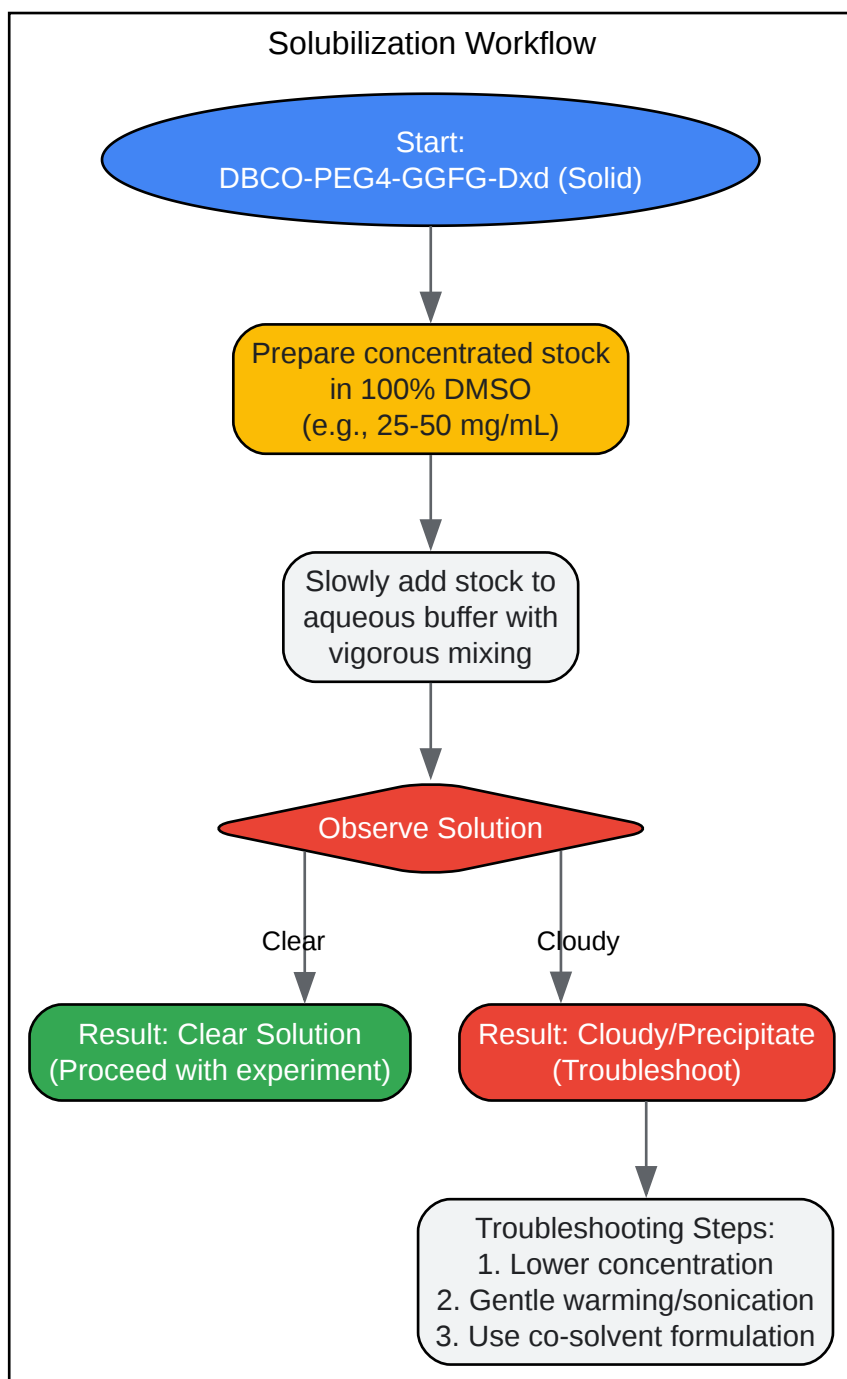 Solubilization Workflow
Start:
DBCO-PEG4-GGFG-Dxd (Solid)
Prepare concentrated stock
in 100% DMSO
(e.g., 25-50 mg/mL)
Slowly add stock to
aqueous buffer with
vigorous mixing
Observe Solution
Clear
Cloudy
Result: Clear Solution
(Proceed with experiment)
Result: Cloudy/Precipitate
(Troubleshoot)
Troubleshooting Steps:
1. Lower concentration
2. Gentle warming/sonication
3. Use co-solvent formulation